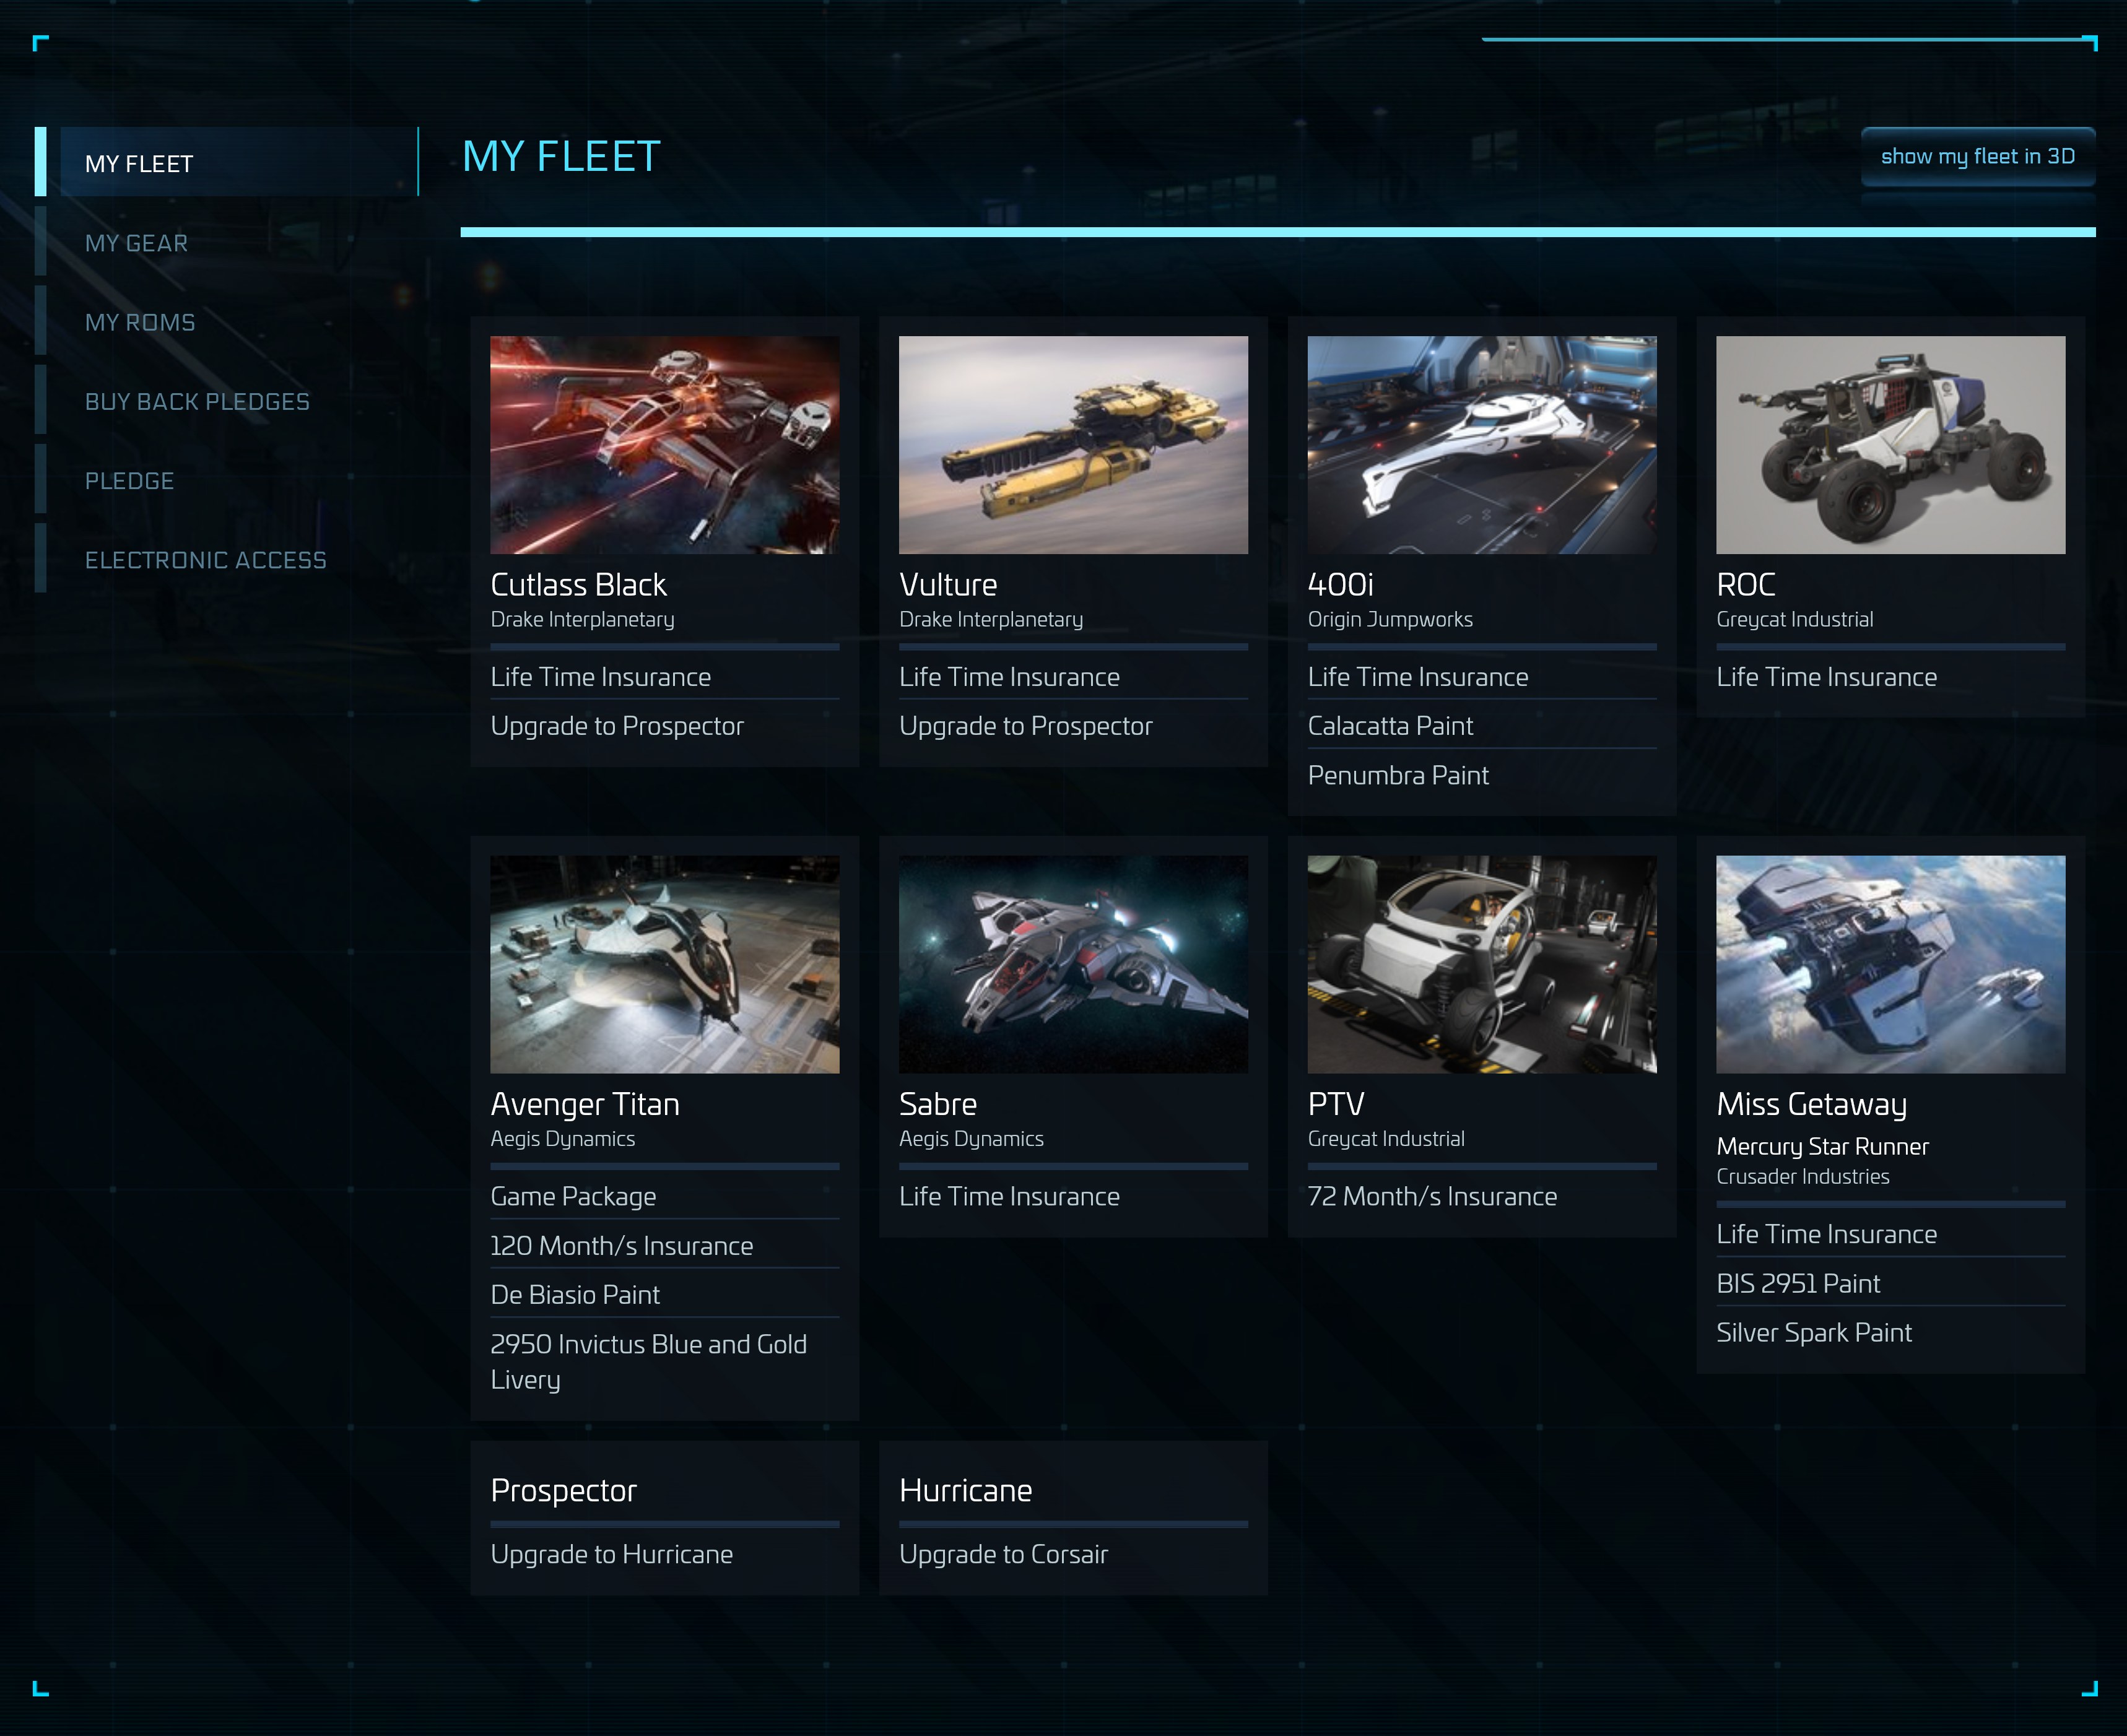 MY FLEET
MY GEAR
MY ROMS
BUY BACK PLEDGES
PLEDGE
ELECTRONIC ACCESS
MY FLEET
show my fleet in 3D
Cutlass Black
Drake Interplanetary
Life Time Insurance
Upgrade to Prospector
Vulture
Drake Interplanetary
Life Time Insurance
Upgrade to Prospector
400i
Origin Jumpworks
Life Time Insurance
Calacatta Paint
Penumbra Paint
ROC
Greycat Industrial
Life Time Insurance
Avenger Titan
Aegis Dynamics
Game Package
120 Month/s Insurance
De Biasio Paint
2950 Invictus Blue and Gold
Livery
Sabre
Aegis Dynamics
Life Time Insurance
PTV
Greycat Industrial
72 Month/s Insurance
Miss Getaway
Mercury Star Runner
Crusader Industries
Life Time Insurance
BIS 2951 Paint
Silver Spark Paint
Prospector
Upgrade to Hurricane
Hurricane
Upgrade to Corsair